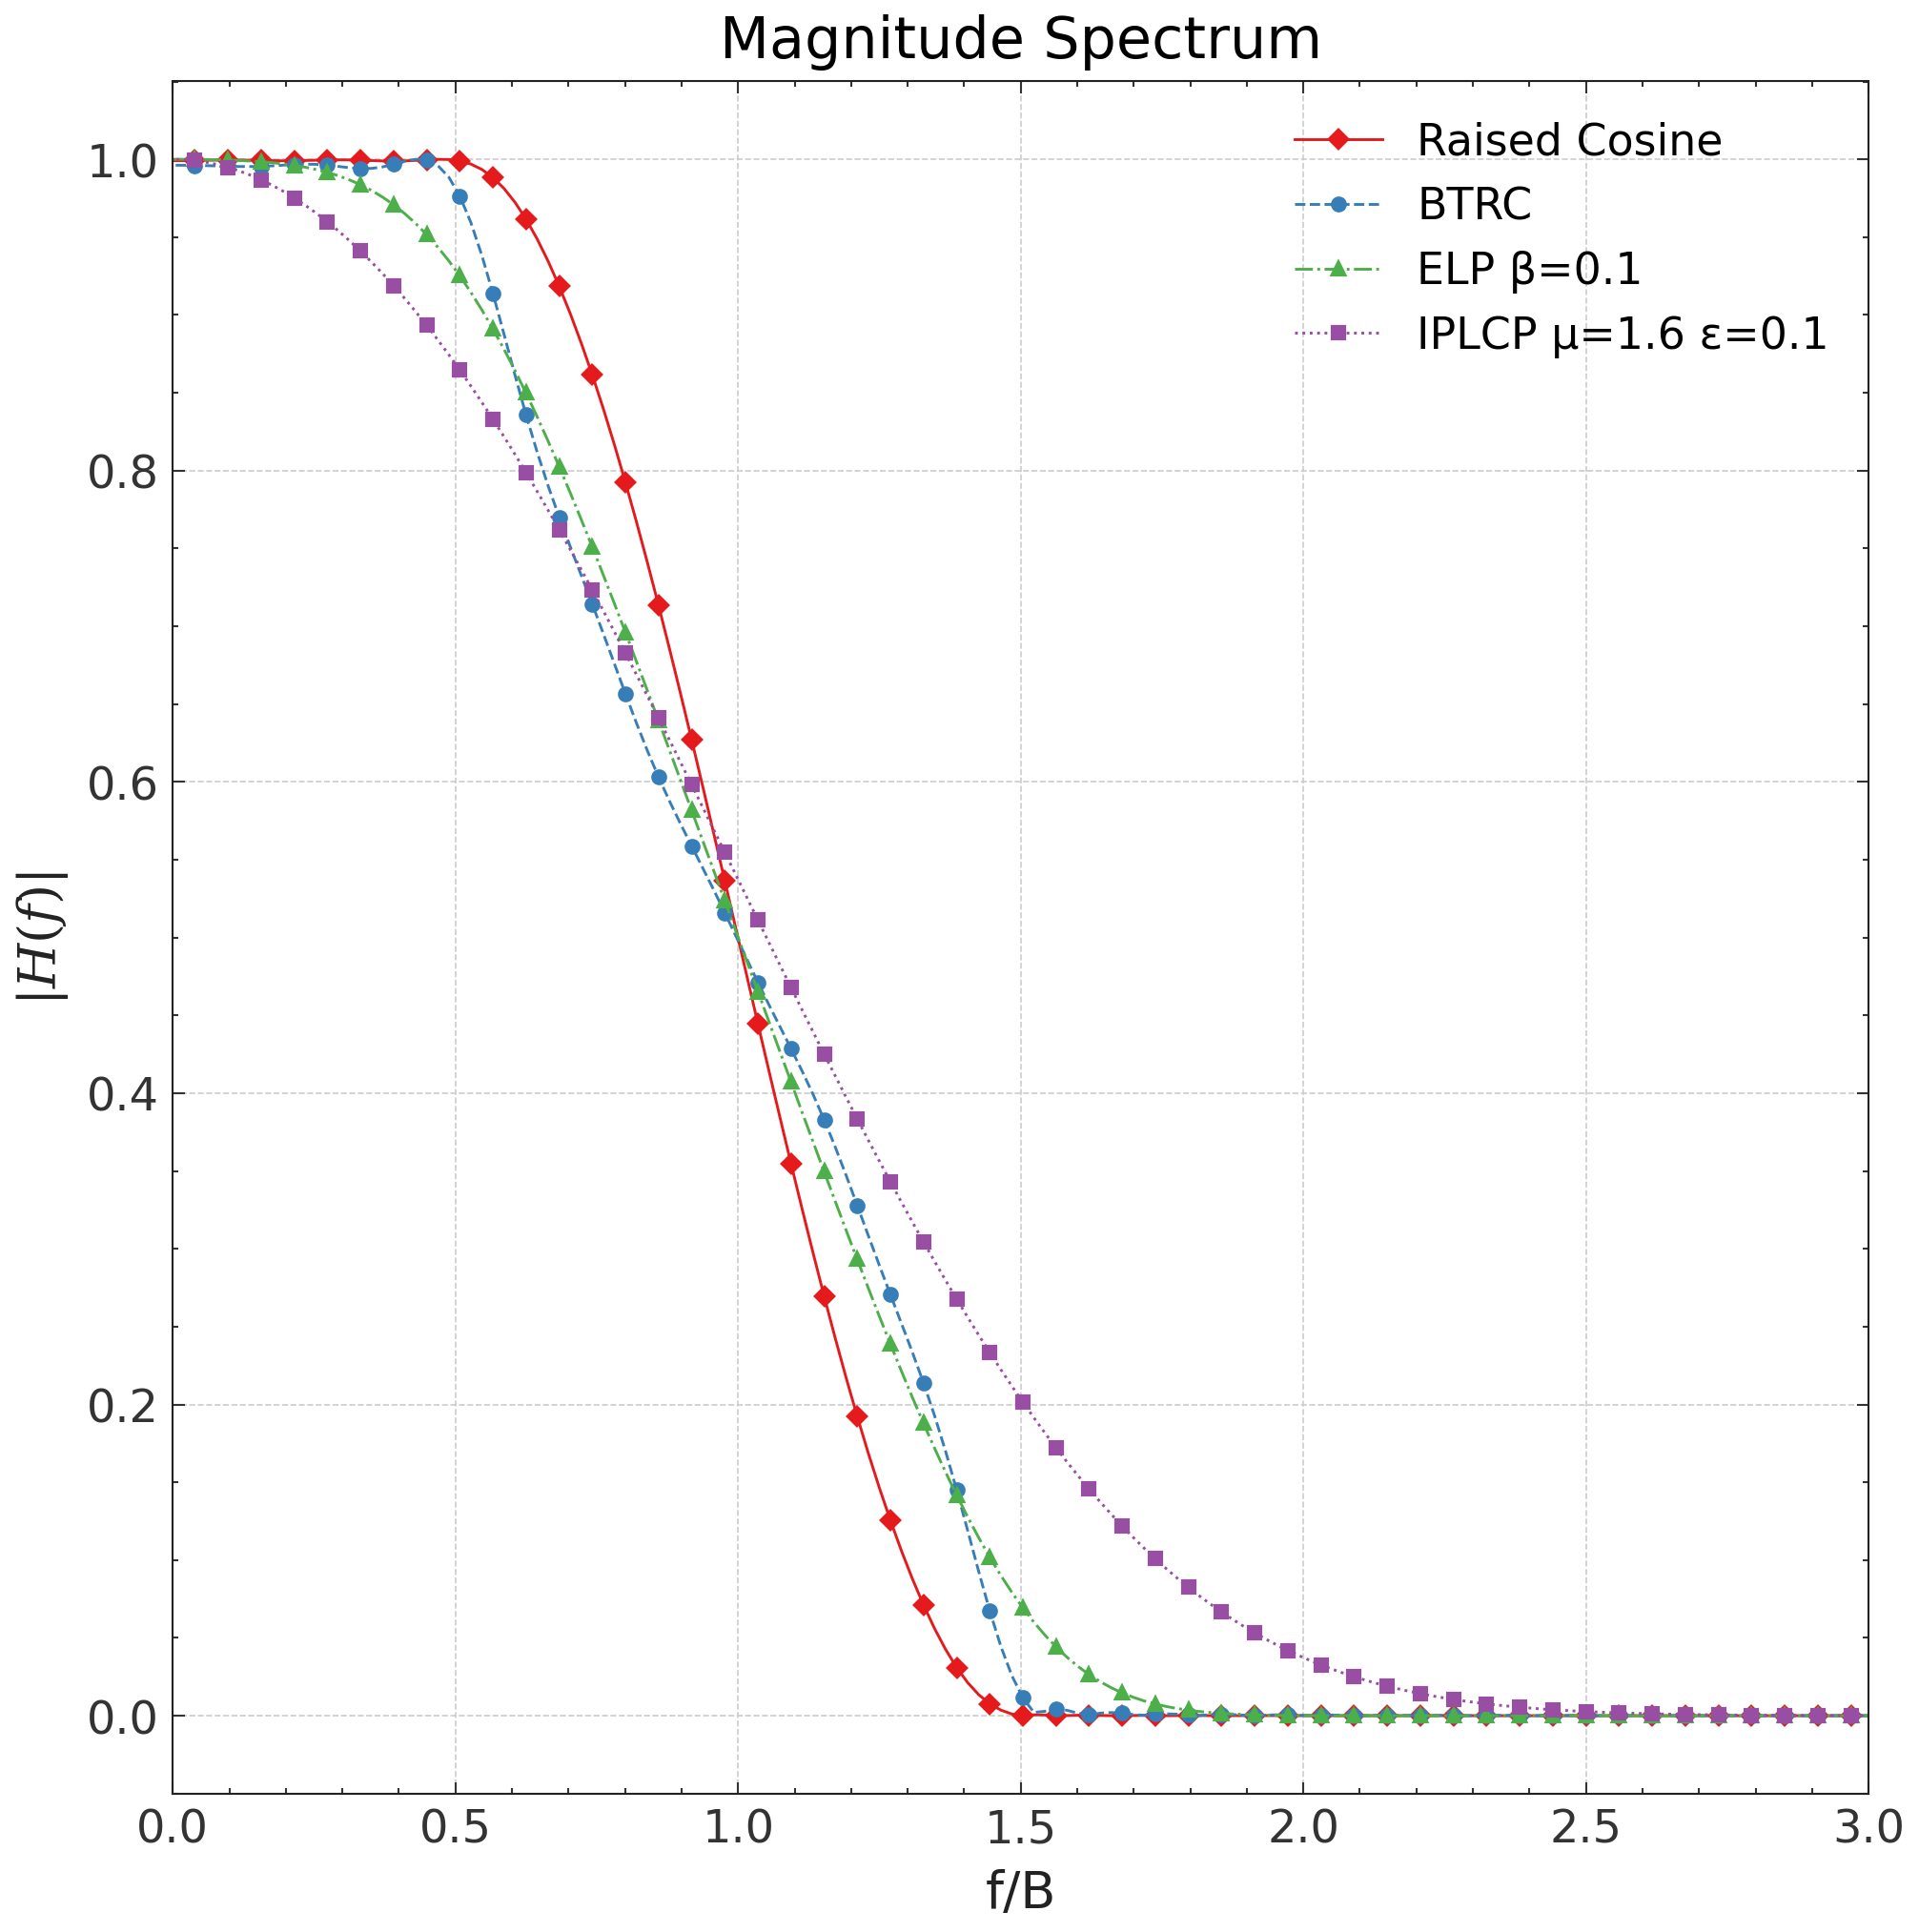 Magnitude Spectrum
Raised Cosine
BTRC
ELP β=0.1
IPLCP μ=1.6 ε=0.1
1.0
0.8
0.6
0.4
0.2
0.0
|H(f)|
0.0 0.5 1.0 1.5 2.0 2.5 3.0
f/B